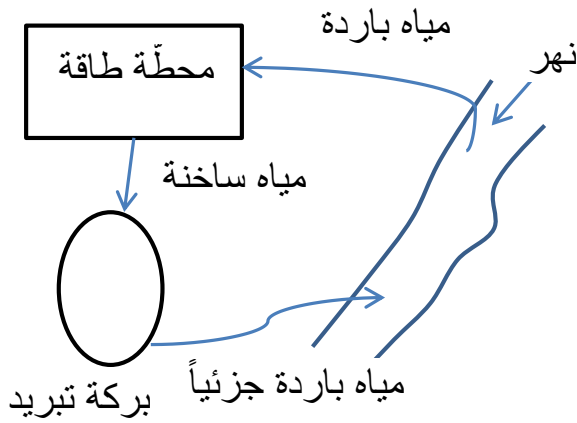 مياه باردة
نهر
محطّة طاقة
مياه ساخنة
مياه باردة جزئياً
بركة تبريد